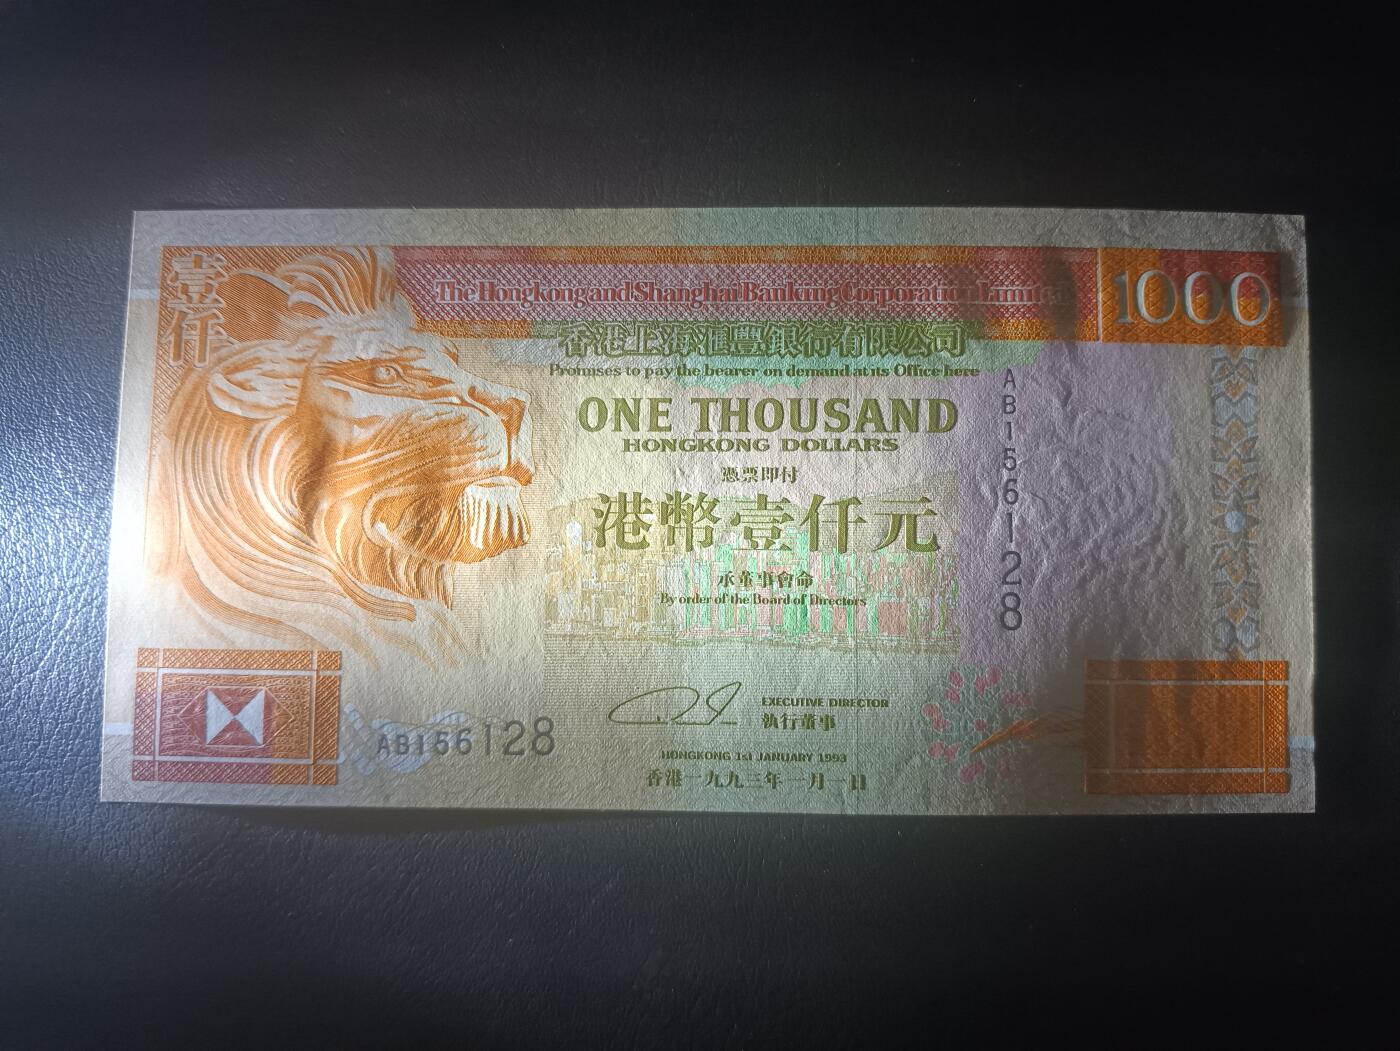 壹仟
The Hongkong and Shanghai Banking Corporation Limited
1000
香港上海滙豐銀行有限公司
Promises to pay the bearer on demand at its Office here
ONE THOUSAND
HONGKONG DOLLARS
憑票即付
港幣壹仟元
承董事會命
By order of the Board of Directors
AB156128
EXECUTIVE DIRECTOR
執行董事
AB156128
HONGKONG 1st JANUARY 1993
香港一九九三年一月一日